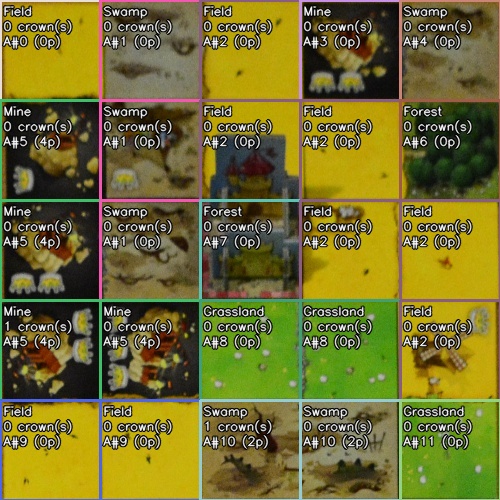 Field
0 crown(s)
A#0 (0p)
Swamp
0 crown(s)
A#1 (0p)
Field
0 crown(s)
A#2 (0p)
Mine
0 crown(s)
A#3 (0p)
Swamp
0 crown(s)
A#4 (0p)
Mine
0 crown(s)
A#5 (4p)
Swamp
0 crown(s)
A#1 (0p)
Field
0 crown(s)
A#2 (0p)
Field
0 crown(s)
A#2 (0p)
Forest
0 crown(s)
A#6 (0p)
Mine
0 crown(s)
A#5 (4p)
Swamp
0 crown(s)
A#1 (0p)
Forest
0 crown(s)
A#7 (0p)
Field
0 crown(s)
A#2 (0p)
Field
0 crown(s)
A#2 (0p)
Mine
1 crown(s)
A#5 (4p)
Mine
0 crown(s)
A#5 (4p)
Grassland
0 crown(s)
A#8 (0p)
Grassland
0 crown(s)
A#8 (0p)
Field
0 crown(s)
A#2 (0p)
Field
0 crown(s)
A#9 (0p)
Field
0 crown(s)
A#9 (0p)
Swamp
1 crown(s)
A#10 (2p)
Swamp
0 crown(s)
A#10 (2p)
Grassland
0 crown(s)
A#11 (0p)